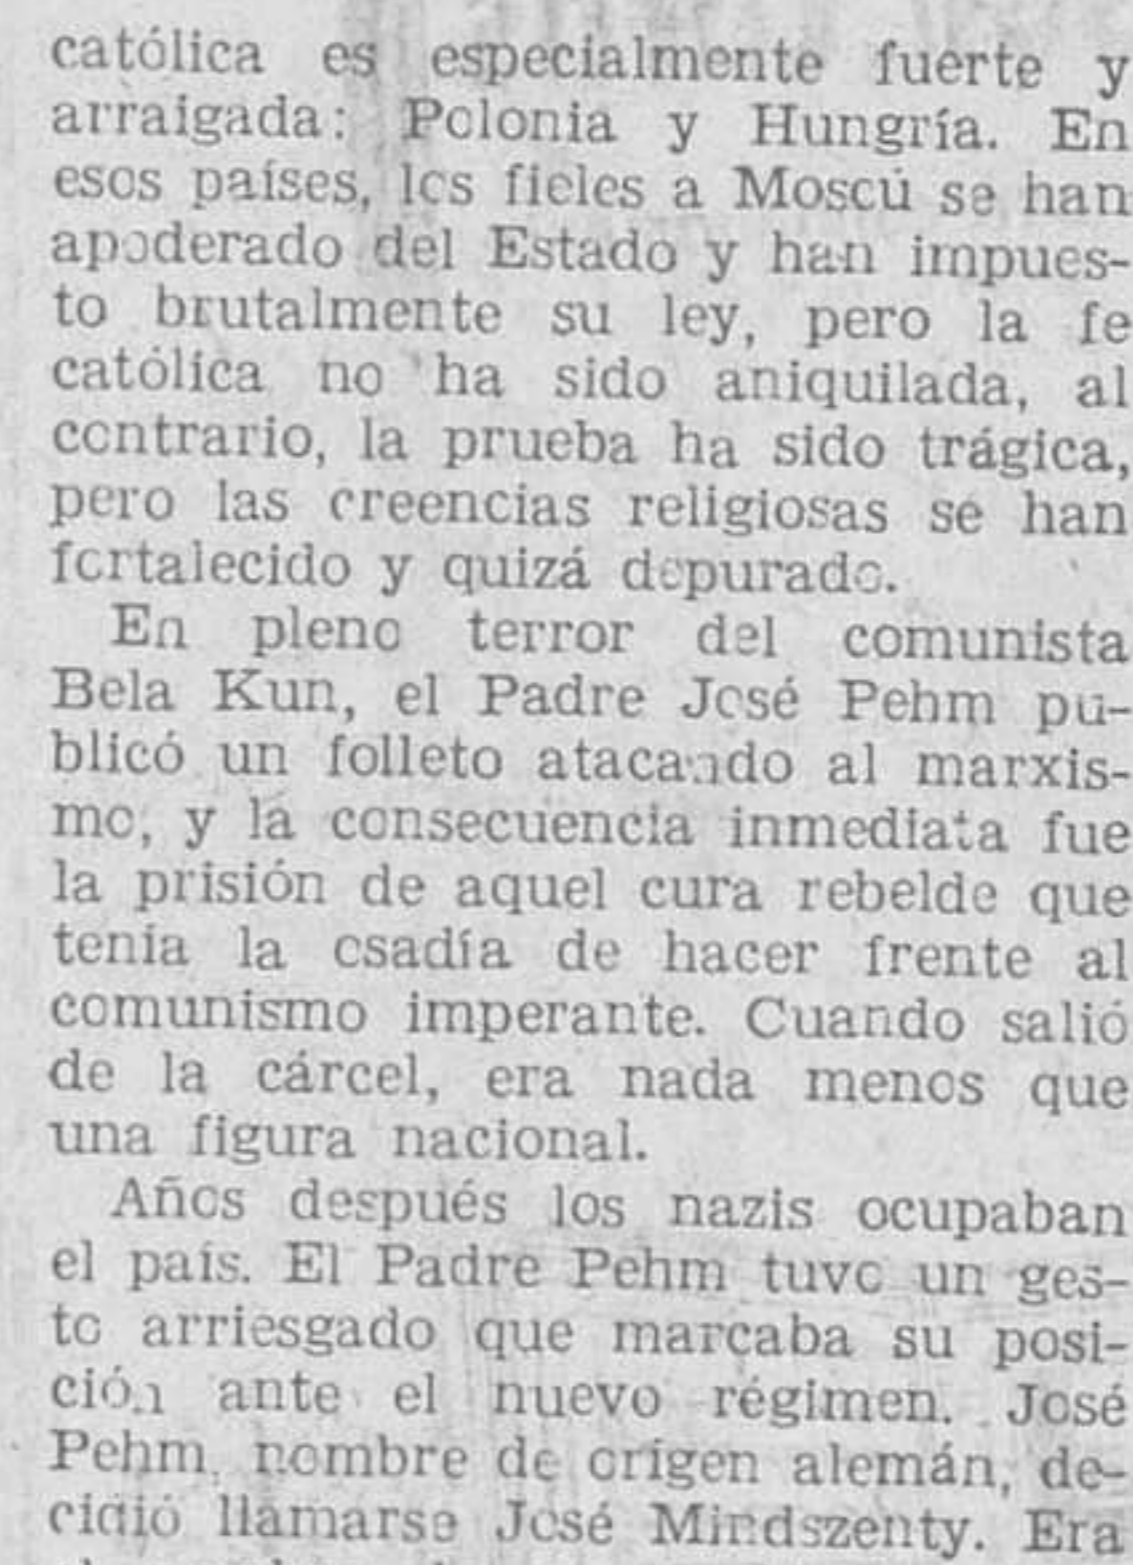 católica es especialmente fuerte y
arraigada: Polonia y Hungría. En
esos países, los fieles a Moscú se han
apoderado del Estado y han impues-
to brutalmente su ley, pero la fe
católica no ha sido aniquilada, al
contrario, la prueba ha sido trágica,
pero las creencias religiosas se han
fortalecido y quizá depurado.
En pleno terror del comunista
Bela Kun, el Padre José Pehm pu-
blicó un folleto atacando al marxis-
mo, y la consecuencia inmediata fue
la prisión de aquel cura rebelde que
tenía la osadía de hacer frente al
comunismo imperante. Cuando salió
de la cárcel, era nada menos que
una figura nacional.
Años después los nazis ocupaban
el país. El Padre Pehm tuvo un ges-
to arriesgado que marcaba su posi-
ción ante el nuevo régimen. José
Pehm, nombre de origen alemán, de-
cidió llamarse José Mindszenty. Era